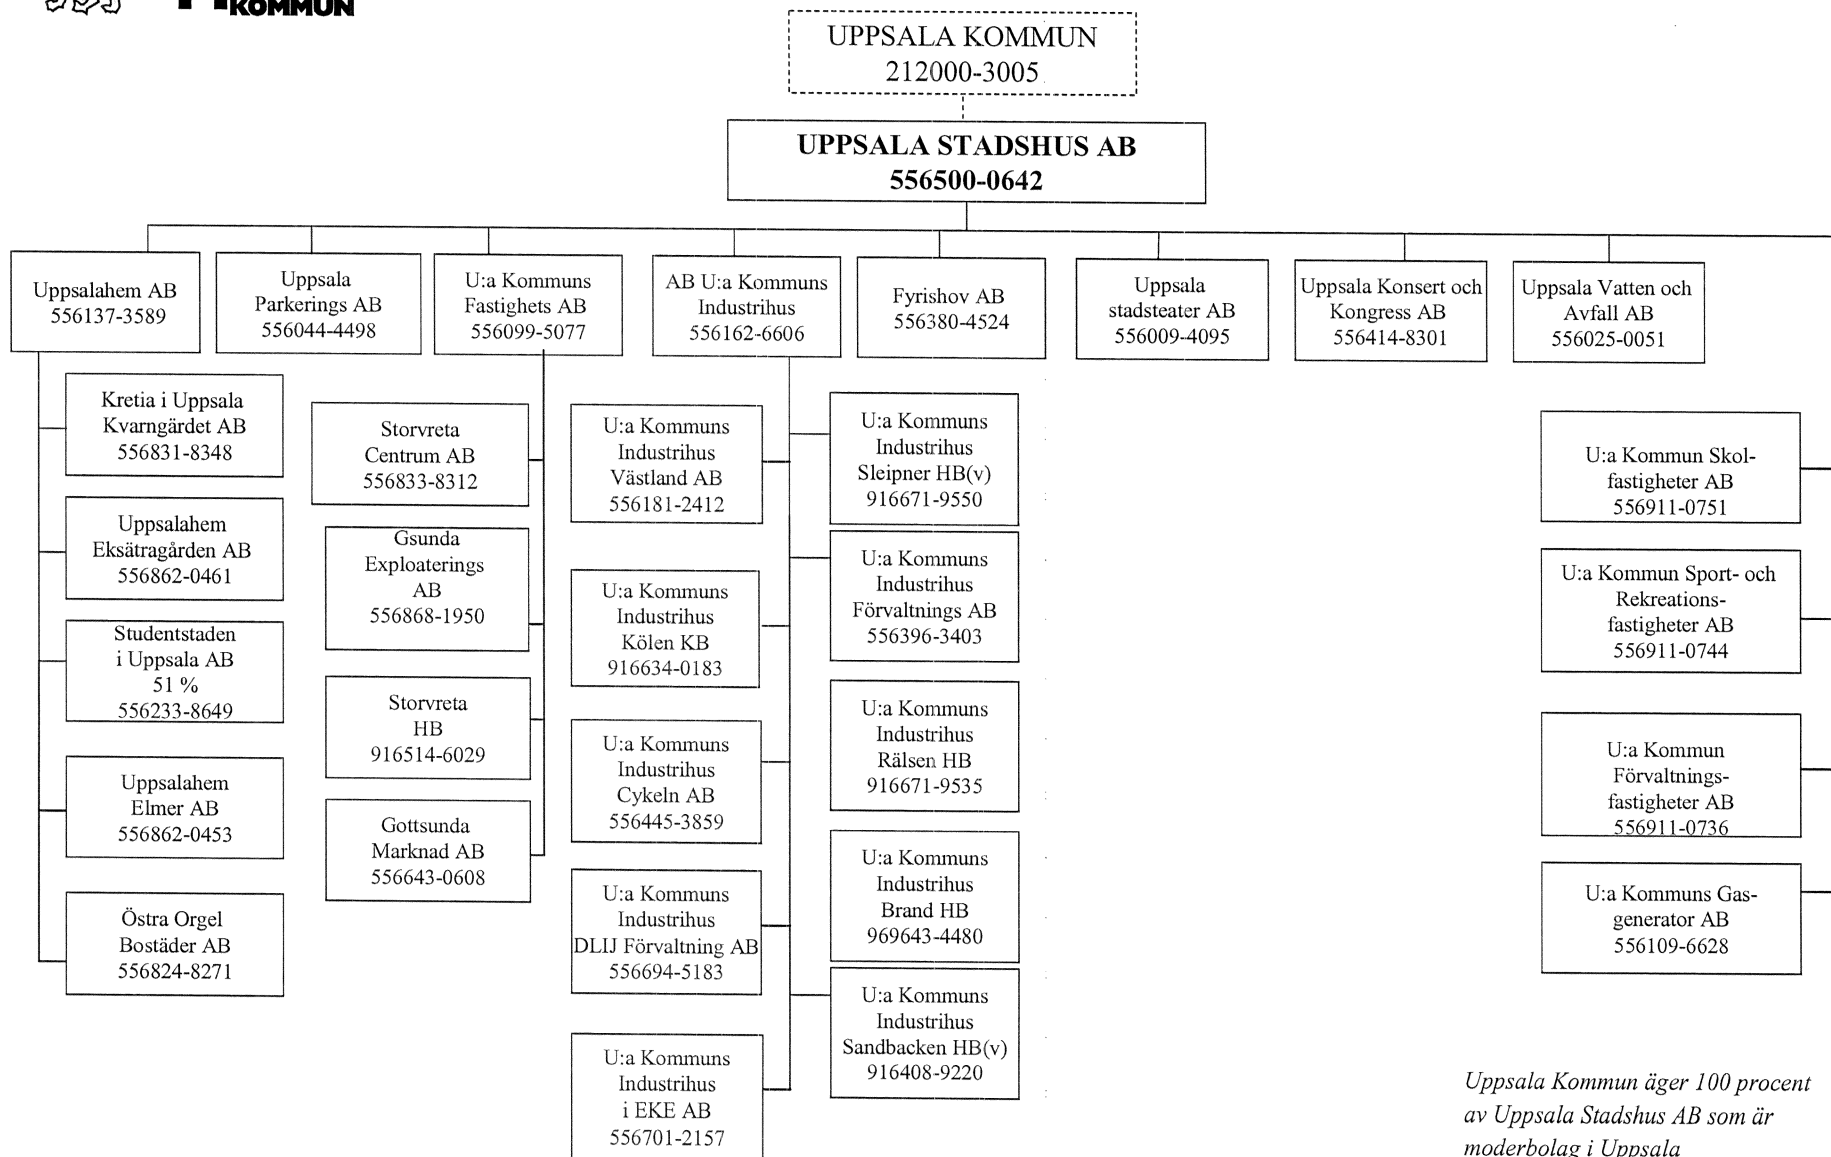 KOMMUN
UPPSALA KOMMUN
212000-3005
UPPSALA STADSHUS AB
556500-0642
Uppsalahem AB
556137-3589
Uppsala
Parkerings AB
556044-4498
U:a Kommuns
Fastighets AB
556099-5077
AB U:a Kommuns
Industrihus
556162-6606
Fyrishov AB
556380-4524
Uppsala
stadsteater AB
556009-4095
Uppsala Konsert och
Kongress AB
556414-8301
Uppsala Vatten och
Avfall AB
556025-0051
Kretia i Uppsala
Kvarngärdet AB
556831-8348
Uppsalahem
Eksätragården AB
556862-0461
Studentstaden
i Uppsala AB
51 %
556233-8649
Uppsalahem
Elmer AB
556862-0453
Östra Orgel
Bostäder AB
556824-8271
Storvreta
Centrum AB
556833-8312
Gsunda
Exploaterings
AB
556868-1950
Storvreta
HB
916514-6029
Gottsunda
Marknad AB
556643-0608
U:a Kommuns
Industrihus
Västland AB
556181-2412
U:a Kommuns
Industrihus
Kölen KB
916634-0183
U:a Kommuns
Industrihus
Cykeln AB
556445-3859
U:a Kommuns
Industrihus
DLIJ Förvaltning AB
556694-5183
U:a Kommuns
Industrihus
i EKE AB
556701-2157
U:a Kommuns
Industrihus
Sleipner HB(v)
916671-9550
U:a Kommuns
Industrihus
Förvaltnings AB
556396-3403
U:a Kommuns
Industrihus
Rälsen HB
916671-9535
U:a Kommuns
Industrihus
Brand HB
969643-4480
U:a Kommuns
Industrihus
Sandbacken HB(v)
916408-9220
U:a Kommun Skol-
fastigheter AB
556911-0751
U:a Kommun Sport- och
Rekreations-
fastigheter AB
556911-0744
U:a Kommun
Förvaltnings-
fastigheter AB
556911-0736
U:a Kommuns Gas-
generator AB
556109-6628
Uppsala Kommun äger 100 procent
av Uppsala Stadshus AB som är
moderbolag i Uppsala